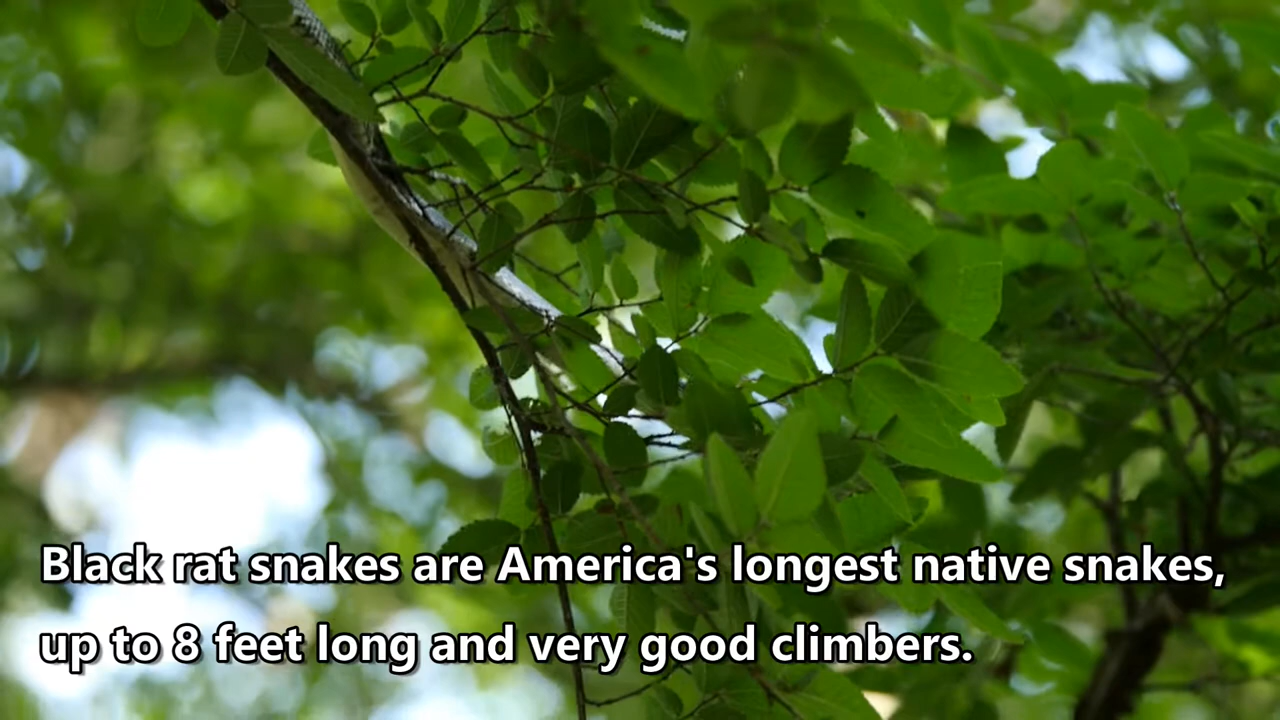 Black rat snakes are America's longest native snakes,
up to 8 feet long and very good climbers.